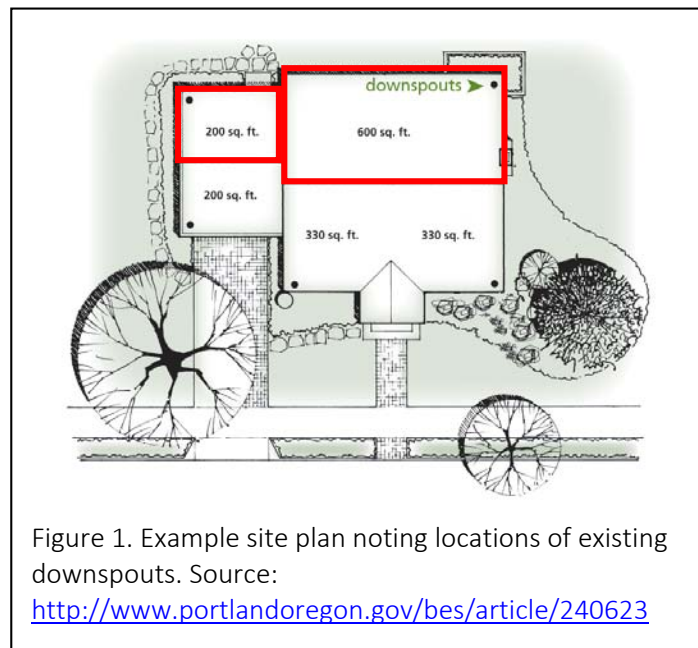 downspouts
200 sq. ft.
600 sq. ft.
200 sq. ft.
330 sq. ft.
330 sq. ft.
Figure 1. Example site plan noting locations of existing
downspouts. Source:
http://www.portlandoregon.gov/bes/article/240623